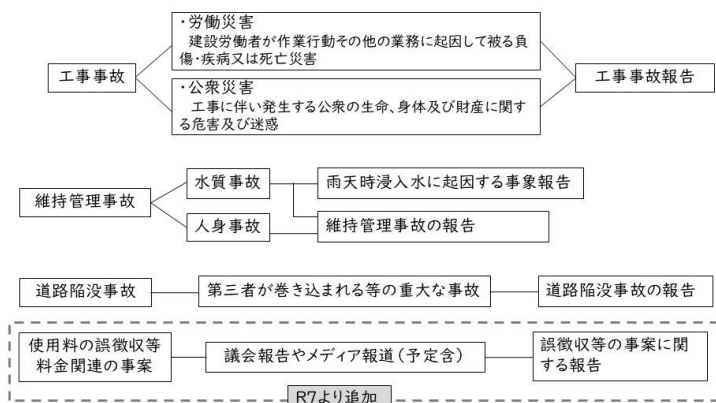 ・労働災害
建設労働者が作業行動その他の業務に起因して被る負
傷・疾病又は死亡災害
工事事故
工事事故報告
・公衆災害
工事に伴い発生する公衆の生命、身体及び財産に関す
る危害及び迷惑
水質事故
雨天時浸入水に起因する事象報告
維持管理事故
人身事故
維持管理事故の報告
道路陥没事故
第三者が巻き込まれる等の重大な事故
道路陥没事故の報告
使用料の誤徴収等
料金関連の事案
議会報告やメディア報道(予定含)
誤徴収等の事案に関
する報告
R7より追加